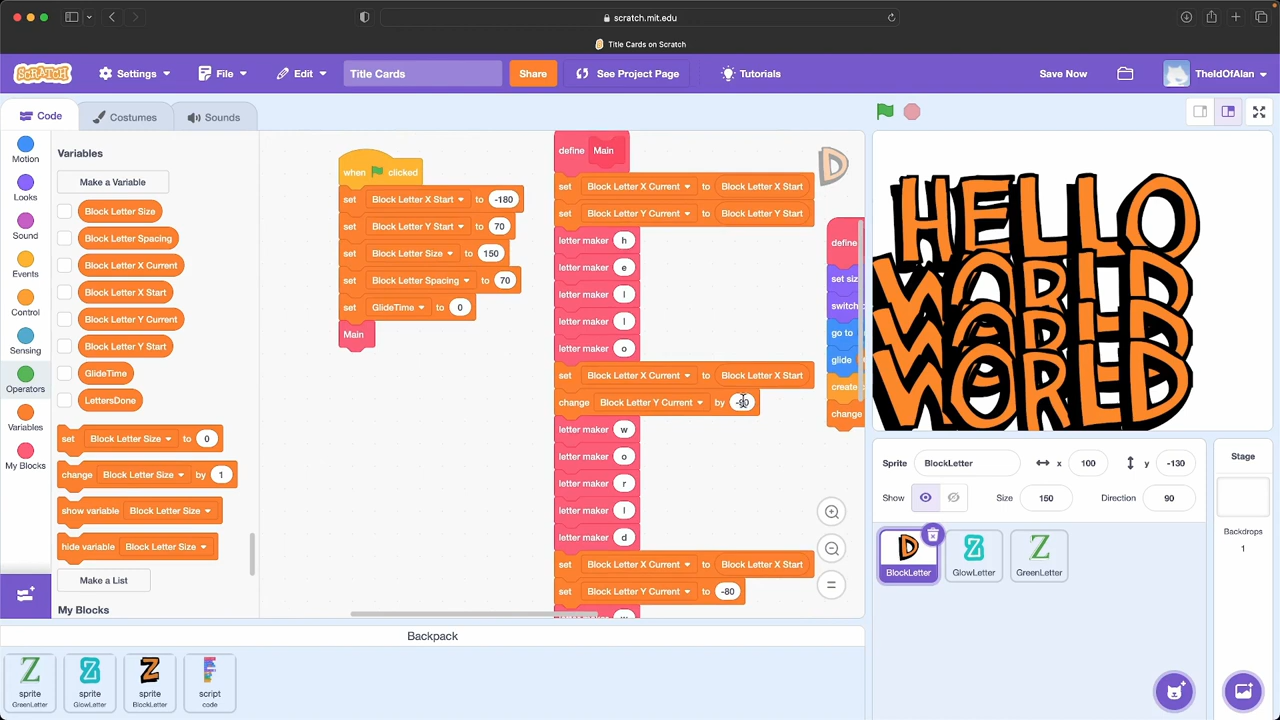 scratch.mit.edu
Title Cards on Scratch
SCRATCH
Settings
File
Edit
Title Cards
Share
See Project Page
Tutorials
Save Now
TheIdOfAlan
Code
Costumes
Sounds
Motion
Looks
Sound
Events
Control
Sensing
Operators
Variables
My Blocks
Variables
Make a Variable
Block Letter Size
Block Letter Spacing
Block Letter X Current
Block Letter X Start
Block Letter Y Current
Block Letter Y Start
GlideTime
LettersDone
set Block Letter Size to 0
change Block Letter Size by 1
show variable Block Letter Size
hide variable Block Letter Size
Make a List
My Blocks
when clicked
set Block Letter X Start to -180
set Block Letter Y Start to 70
set Block Letter Size to 150
set Block Letter Spacing to 70
set GlideTime to 0
Main
define Main
set Block Letter X Current to Block Letter X Start
set Block Letter Y Current to Block Letter Y Start
letter maker h
letter maker e
letter maker l
letter maker l
letter maker o
set Block Letter X Current to Block Letter X Start
change Block Letter Y Current by
letter maker w
letter maker o
letter maker r
letter maker l
letter maker d
set Block Letter X Current to Block Letter X Start
set Block Letter Y Current to -80
D
define
set siz
switch
go to
glide
create
change
HELLO
WORLD
WORLD
WORLD
Sprite BlockLetter x 100 y -130
Show Size 150 Direction 90
D
BlockLetter
GlowLetter
Z
GreenLetter
Stage
Backdrops
1
Backpack
Z
sprite
GreenLetter
sprite
GlowLetter
Z
sprite
BlockLetter
script
code